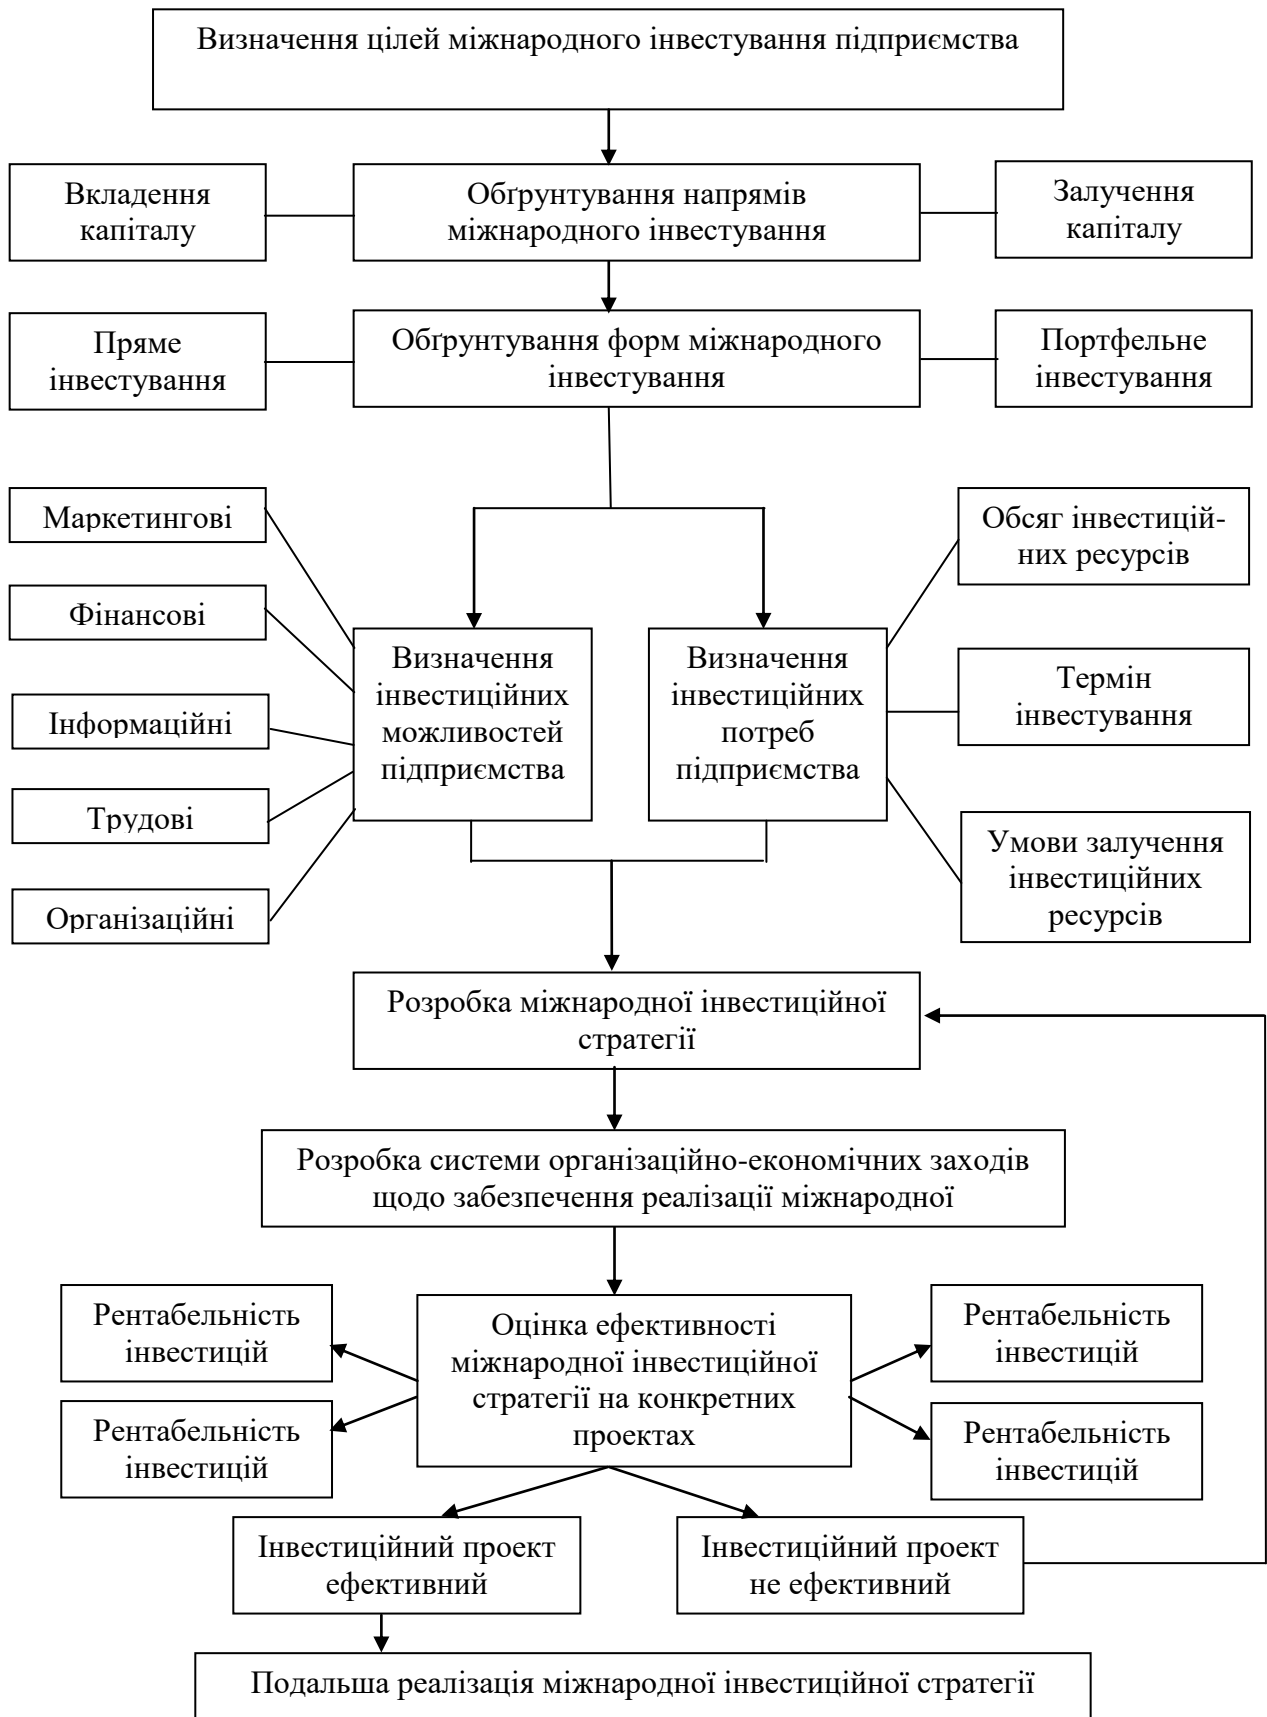 Визначення цілей міжнародного інвестування підприємства
Вкладення
капіталу
Обґрунтування напрямів
міжнародного інвестування
Залучення
капіталу
Пряме
інвестування
Обґрунтування форм міжнародного
інвестування
Портфельне
інвестування
Маркетингові
Фінансові
Інформаційні
Трудові
Організаційні
Визначення
інвестиційних
можливостей
підприємства
Визначення
інвестиційних
потреб
підприємства
Обсяг інвестицій-
них ресурсів
Термін
інвестування
Умови залучення
інвестиційних
ресурсів
Розробка міжнародної інвестиційної
стратегії
Розробка системи організаційно-економічних заходів
щодо забезпечення реалізації міжнародної
Рентабельність
інвестицій
Рентабельність
інвестицій
Оцінка ефективності
міжнародної інвестиційної
стратегії на конкретних
проектах
Рентабельність
інвестицій
Рентабельність
інвестицій
Інвестиційний проект
ефективний
Інвестиційний проект
не ефективний
Подальша реалізація міжнародної інвестиційної стратегії